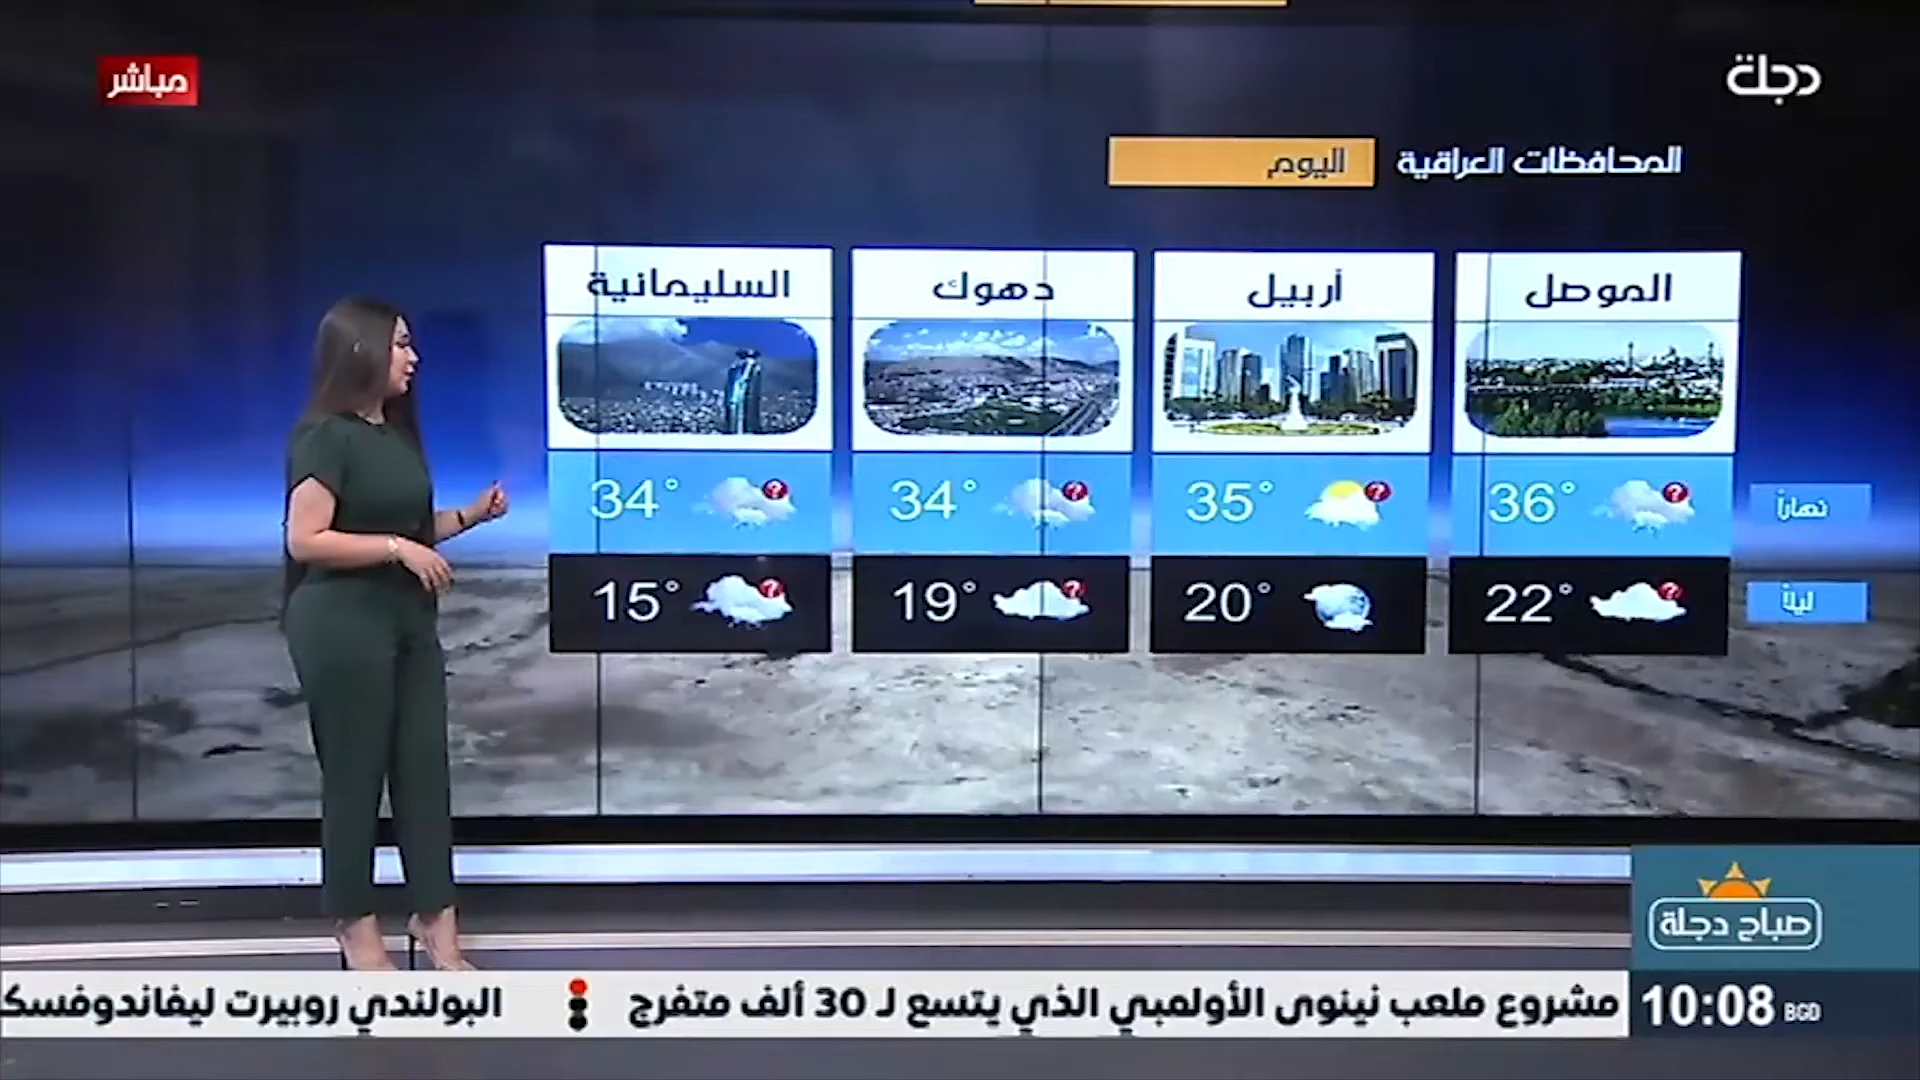 دجلة
مباشر
المحافظات العراقية اليوم
الموصل أربيل دهوك السليمانية
نهاراً 36° 35° 34° 34°
ليلاً 22° 20° 19° 15°
صباح دجلة
10:08 BGD
مشروع ملعب نينوى الأولمبي الذي يتسع لـ 30 ألف متفرج
البولندي روبيرت ليفاندوفسك